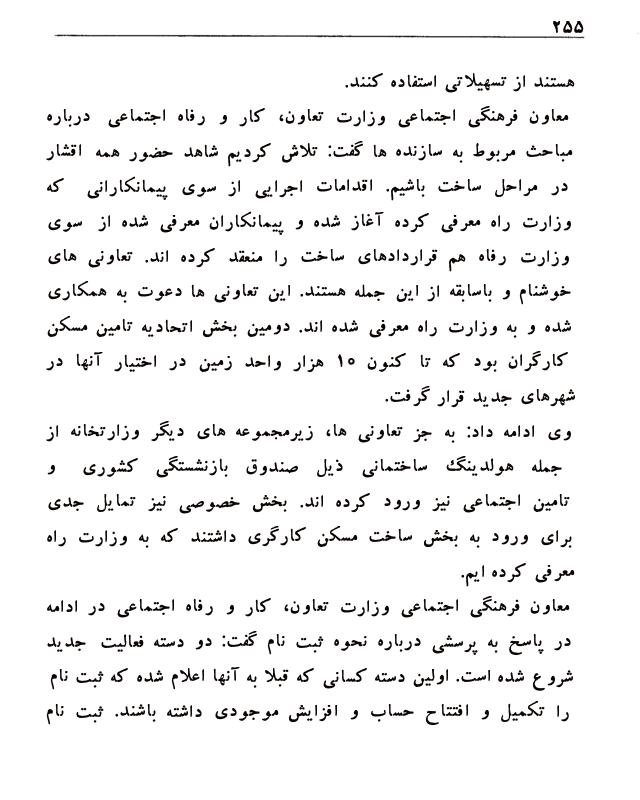 ۲۵۵
هستند از تسهیلاتی استفاده کنند.
معاون فرهنگی اجتماعی وزارت تعاون، کار و رفاه اجتماعی درباره
مباحث مربوط به سازنده ها گفت: تلاش کردیم شاهد حضور همه اقشار
در مراحل ساخت باشیم. اقدامات اجرایی از سوی پیمانکارانی که
وزارت راه معرفی کرده آغاز شده و پیمانکاران معرفی شده از سوی
وزارت رفاه هم قراردادهای ساخت را منعقد کرده اند. تعاونی های
خوشنام و باسابقه از این جمله هستند. این تعاونی ها دعوت به همکاری
شده و به وزارت راه معرفی شده اند. دومین بخش اتحادیه تامین مسکن
کارگران بود که تا کنون ۱۰ هزار واحد زمین در اختیار آنها در
شهرهای جدید قرار گرفت.
وی ادامه داد: به جز تعاونی ها، زیرمجموعه های دیگر وزارتخانه از
جمله هولدینگ ساختمانی ذیل صندوق بازنشستگی کشوری و
تامین اجتماعی نیز ورود کرده اند. بخش خصوصی نیز تمایل جدی
برای ورود به بخش ساخت مسکن کارگری داشتند که به وزارت راه
معرفی کرده ایم.
معاون فرهنگی اجتماعی وزارت تعاون، کار و رفاه اجتماعی در ادامه
در پاسخ به پرسشی درباره نحوه ثبت نام گفت: دو دسته فعالیت جدید
شروع شده است. اولین دسته کسانی که قبلا به آنها اعلام شده که ثبت نام
را تکمیل و افتتاح حساب و افزایش موجودی داشته باشند. ثبت نام